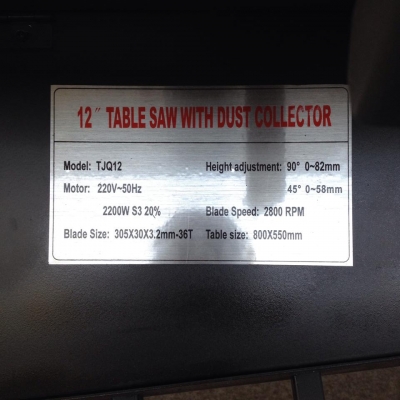 12″ TABLE SAW WITH DUST COLLECTOR
Model: TJQ12
Height adjustment: 90° 0~82mm
Motor: 220V~50Hz
45° 0~58mm
2200W S3 20%
Blade Speed: 2800 RPM
Blade Size: 305X30X3.2mm-36T
Table size: 800X550mm